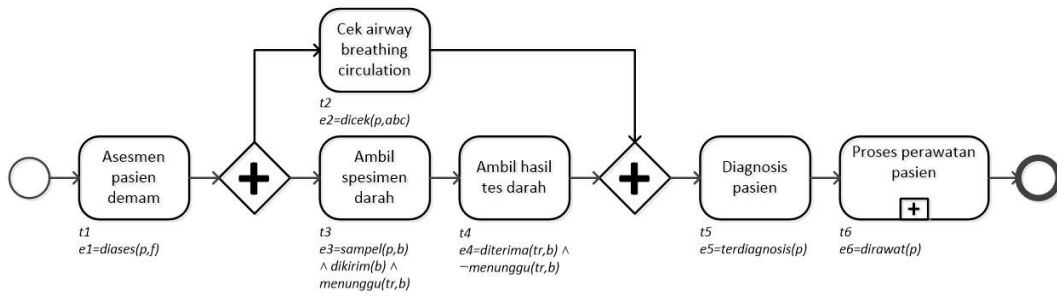 Cek airway
breathing
circulation
t2
e2=dicek(p,abc)
Asesmen
pasien
demam
t1
e1=diases(p,f)
Ambil
spesimen
darah
t3
e3=sampel(p,b)
∧ dikirim(b) ∧
menunggu(tr,b)
Ambil hasil
tes darah
t4
e4=diterima(tr,b) ∧
¬menunggu(tr,b)
Diagnosis
pasien
t5
e5=terdiagnosis(p)
Proses perawatan
pasien
t6
e6=dirawat(p)